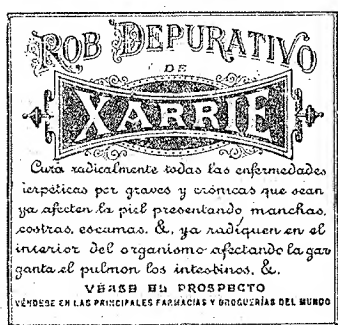 ROB DEPURATIVO
DE
XARRIE
Cura radicalmente todas las enfermedades
herpéticas por graves y crónicas que sean
ya afecten la piel presentando manchas,
costras, escamas, &, ya radiquen en el
interior del organismo afectando la gar
ganta el pulmon los intestinos, &.
VÉASE EL PROSPECTO
VÉNDESE EN LAS PRINCIPALES FARMACIAS Y DROGUERÍAS DEL MUNDO